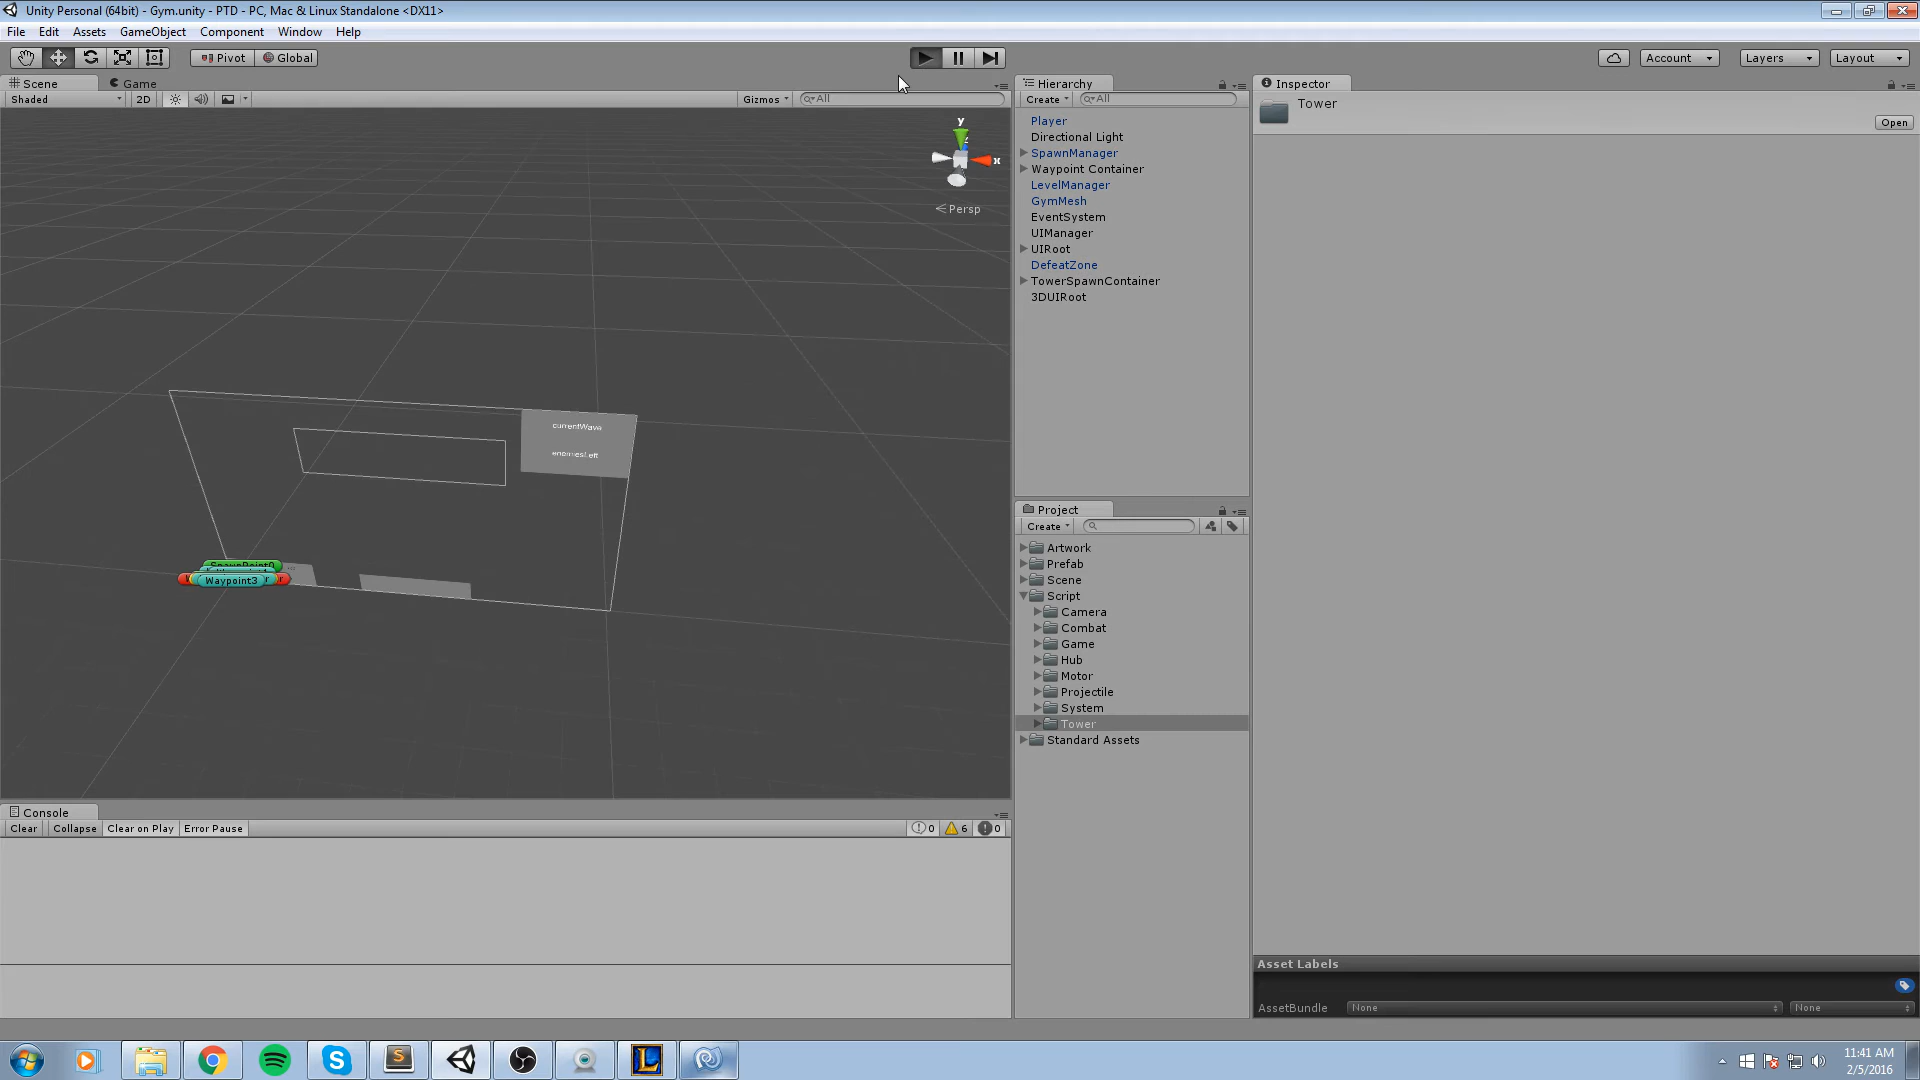 Unity Personal (64bit) - Gym.unity - PTD - PC, Mac & Linux Standalone <DX11>
File Edit Assets GameObject Component Window Help
Pivot Global Account Layers Layout
Scene Game
Shaded 2D Gizmos All
y
x
Persp
currentWave
enemiesLeft
SpawnPoint0
Waypoint3
Console
Clear Collapse Clear on Play Error Pause 0 6 0
Hierarchy
Create All
Player
Directional Light
SpawnManager
Waypoint Container
LevelManager
GymMesh
EventSystem
UIManager
UIRoot
DefeatZone
TowerSpawnContainer
3DUIRoot
Project
Create
Artwork
Prefab
Scene
Script
Camera
Combat
Game
Hub
Motor
Projectile
System
Tower
Standard Assets
Inspector
Tower
Open
Asset Labels
AssetBundle None None
11:41 AM
2/5/2016